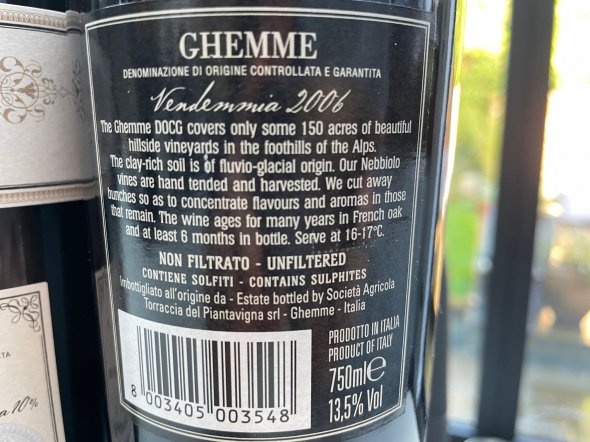 GHEMME
DENOMINAZIONE DI ORIGINE CONTROLLATA E GARANTITA
Vendemmia 2006
The Ghemme DOCG covers only some 150 acres of beautiful
hillside vineyards in the foothills of the Alps.
The clay-rich soil is of fluvio-glacial origin. Our Nebbiolo
vines are hand tended and harvested. We cut away
bunches so as to concentrate flavours and aromas in those
that remain. The wine ages for many years in French oak
and at least 6 months in bottle. Serve at 16-17°C.
NON FILTRATO - UNFILTERED
CONTIENE SOLFITI - CONTAINS SULPHITES
Imbottigliato all'origine da - Estate bottled by Società Agricola
Torraccia del Piantavigna srl - Ghemme - Italia
PRODOTTO IN ITALIA
PRODUCT OF ITALY
750ml℮
13,5% Vol
8 003405 003548
10%